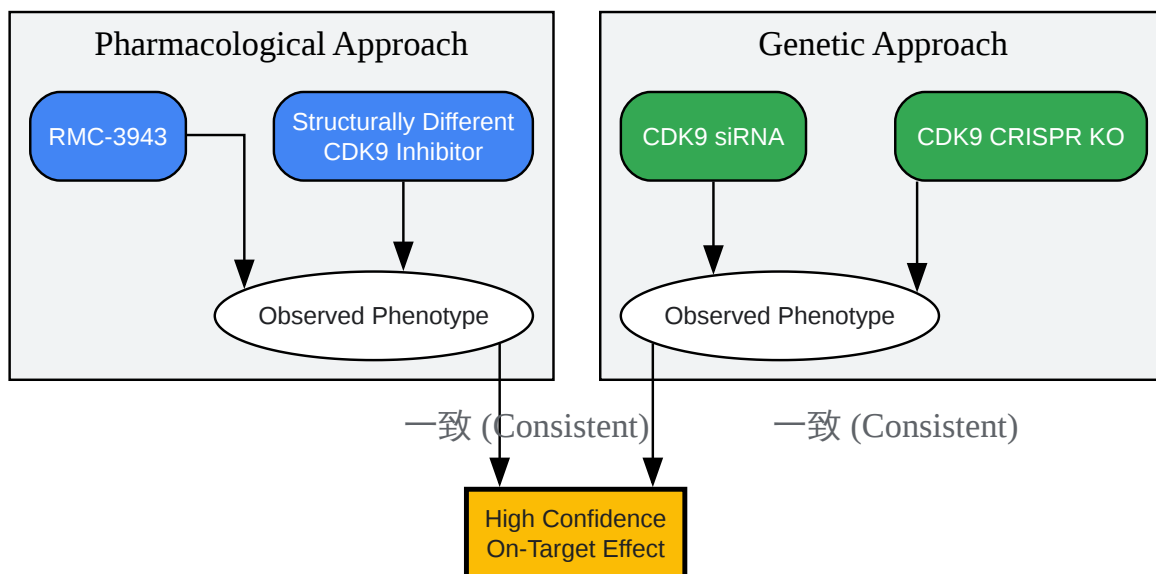 Pharmacological Approach
Genetic Approach
RMC-3943
Structurally Different
CDK9 Inhibitor
CDK9 siRNA
CDK9 CRISPR KO
Observed Phenotype
Observed Phenotype
一致 (Consistent)
一致 (Consistent)
High Confidence
On-Target Effect